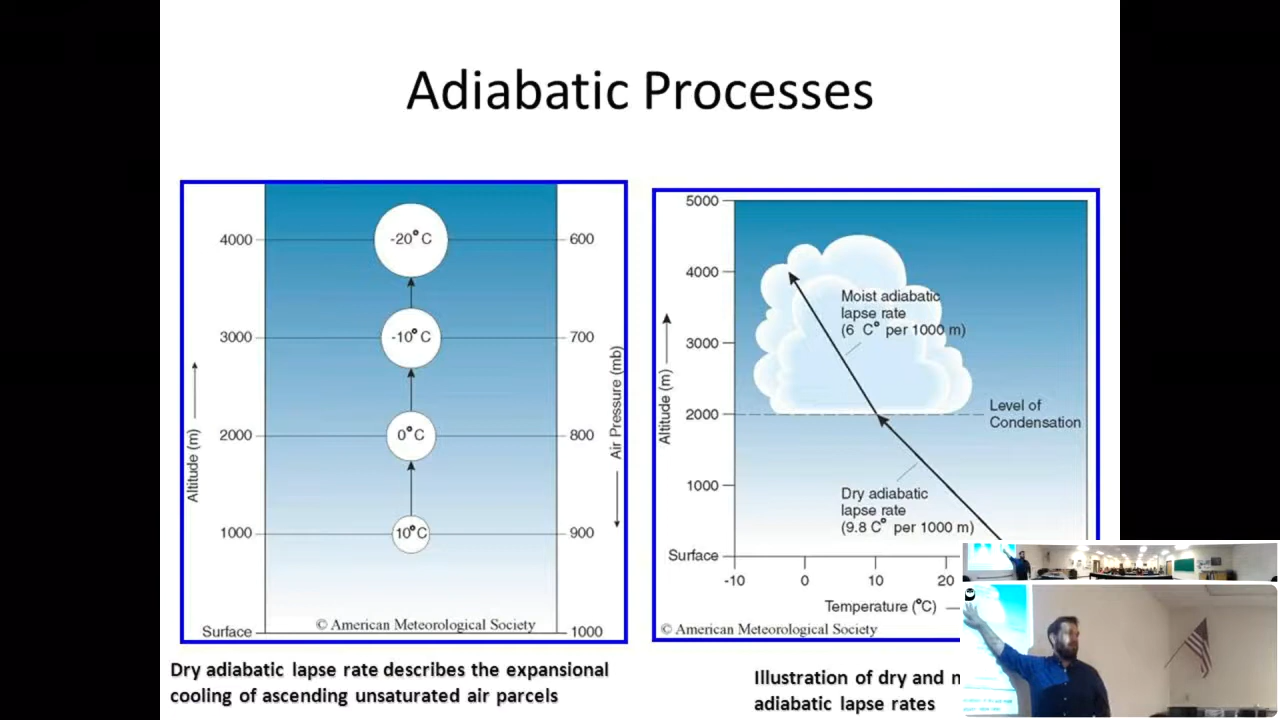 Adiabatic Processes
4000
3000
2000
1000
Surface
Altitude (m)
-20°C
-10°C
0°C
10°C
600
700
800
900
1000
Air Pressure (mb)
© American Meteorological Society
Dry adiabatic lapse rate describes the expansional
cooling of ascending unsaturated air parcels
5000
4000
3000
2000
1000
Surface
Altitude (m)
Moist adiabatic
lapse rate
(6 C° per 1000 m)
Level of
Condensation
Dry adiabatic
lapse rate
(9.8 C° per 1000 m)
-10
0
10
20
Temperature (°C)
© American Meteorological Society
Illustration of dry and
adiabatic lapse rates